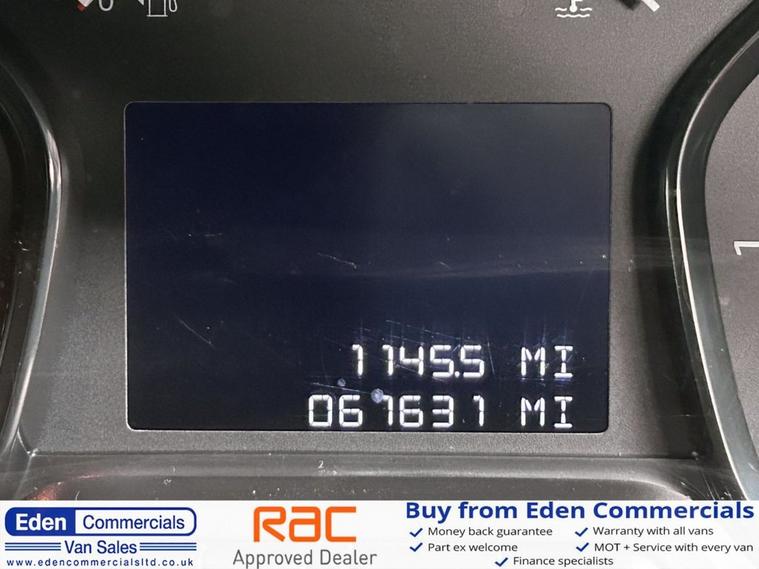 1145.5 MI
061631 MI
Eden Commercials
Van Sales
www.edencommercialsltd.co.uk
RAC
Approved Dealer
Buy from Eden Commercials
Money back guarantee
Warranty with all vans
Part ex welcome
MOT + Service with every van
Finance specialists